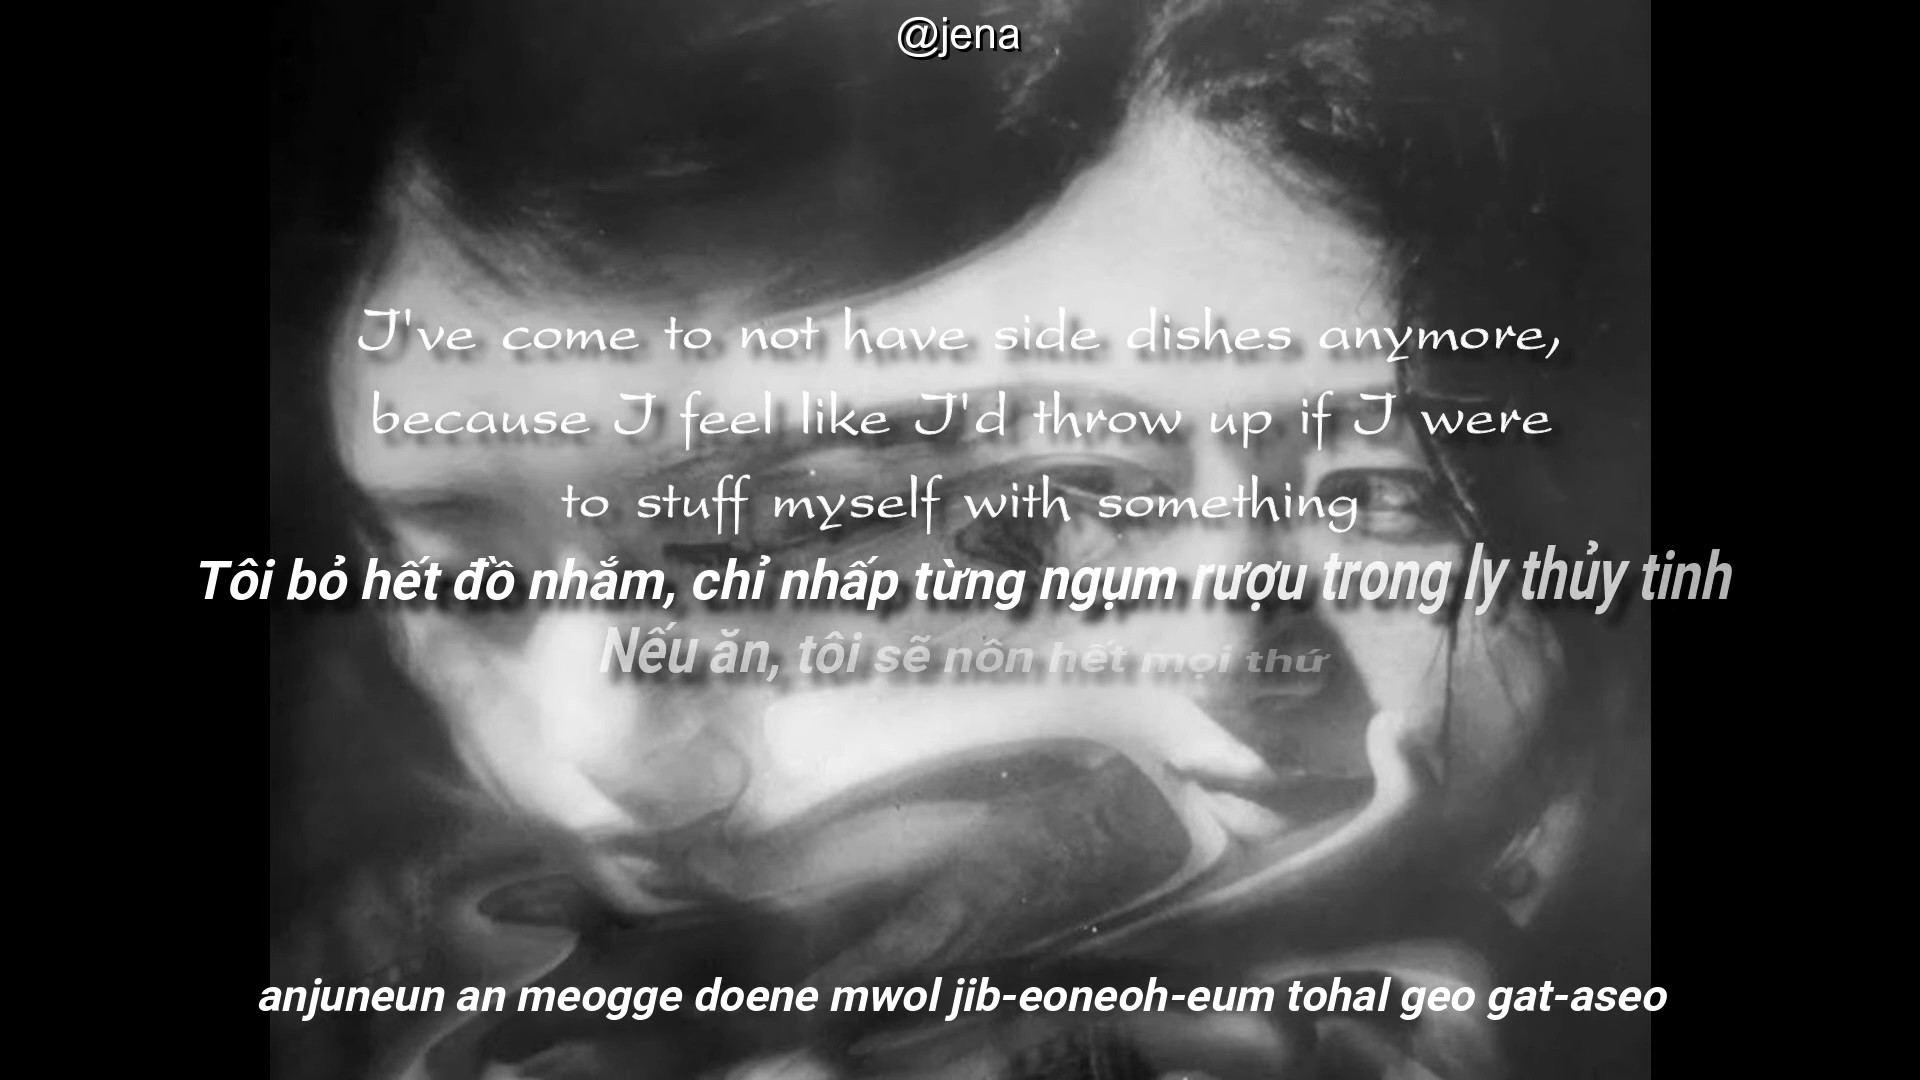 @jena
I've come to not have side dishes anymore,
because I feel like I'd throw up if I were
to stuff myself with something
Tôi bỏ hết đồ nhắm, chỉ nhấp từng ngụm rượu trong ly thủy tinh
Nếu ăn, tôi sẽ nôn hết mọi thứ
anjuneun an meogge doene mwol jib-eoneoh-eum tohal geo gat-aseo